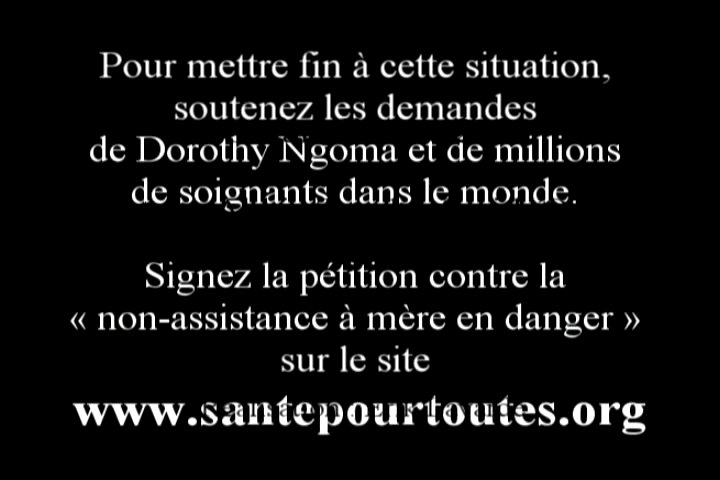 Pour mettre fin à cette situation,
soutenez les demandes
de Dorothy Ngoma et de millions
de soignants dans le monde.
Signez la pétition contre la
« non-assistance à mère en danger »
sur le site
www.santepourtoutes.org